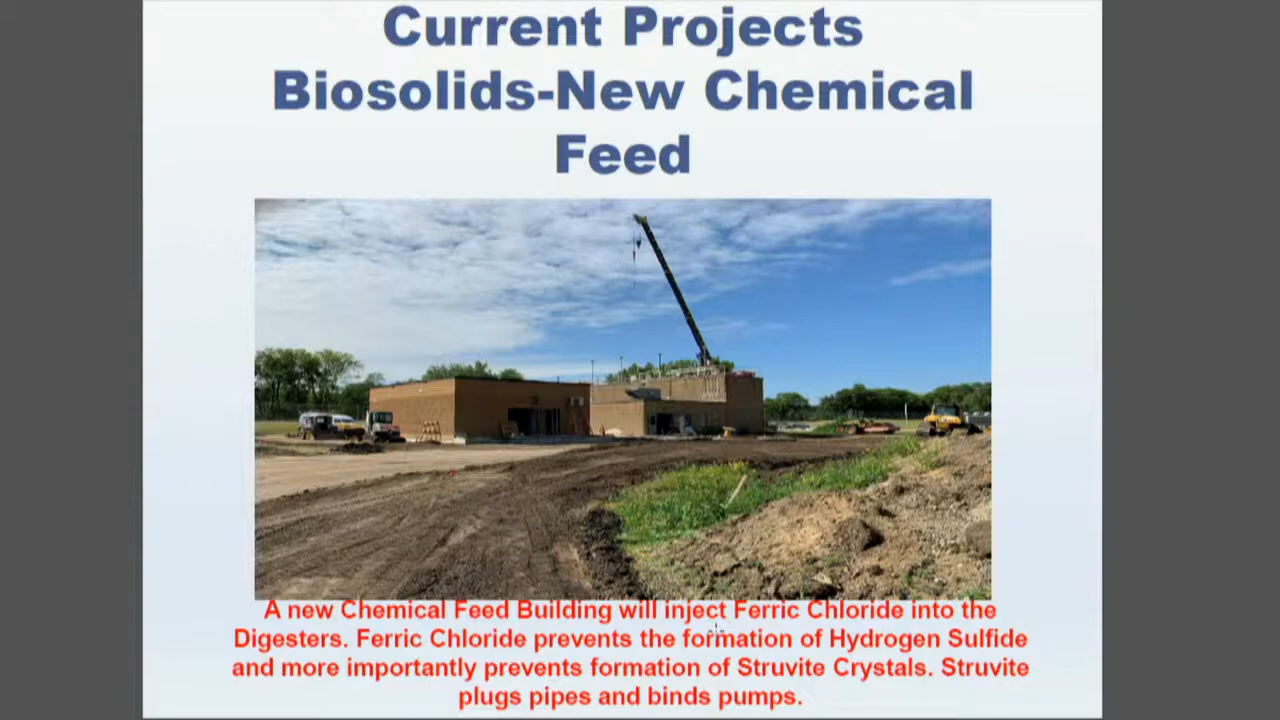 Current Projects
Biosolids-New Chemical
Feed
A new Chemical Feed Building will inject Ferric Chloride into the
Digesters. Ferric Chloride prevents the formation of Hydrogen Sulfide
and more importantly prevents formation of Struvite Crystals. Struvite
plugs pipes and binds pumps.